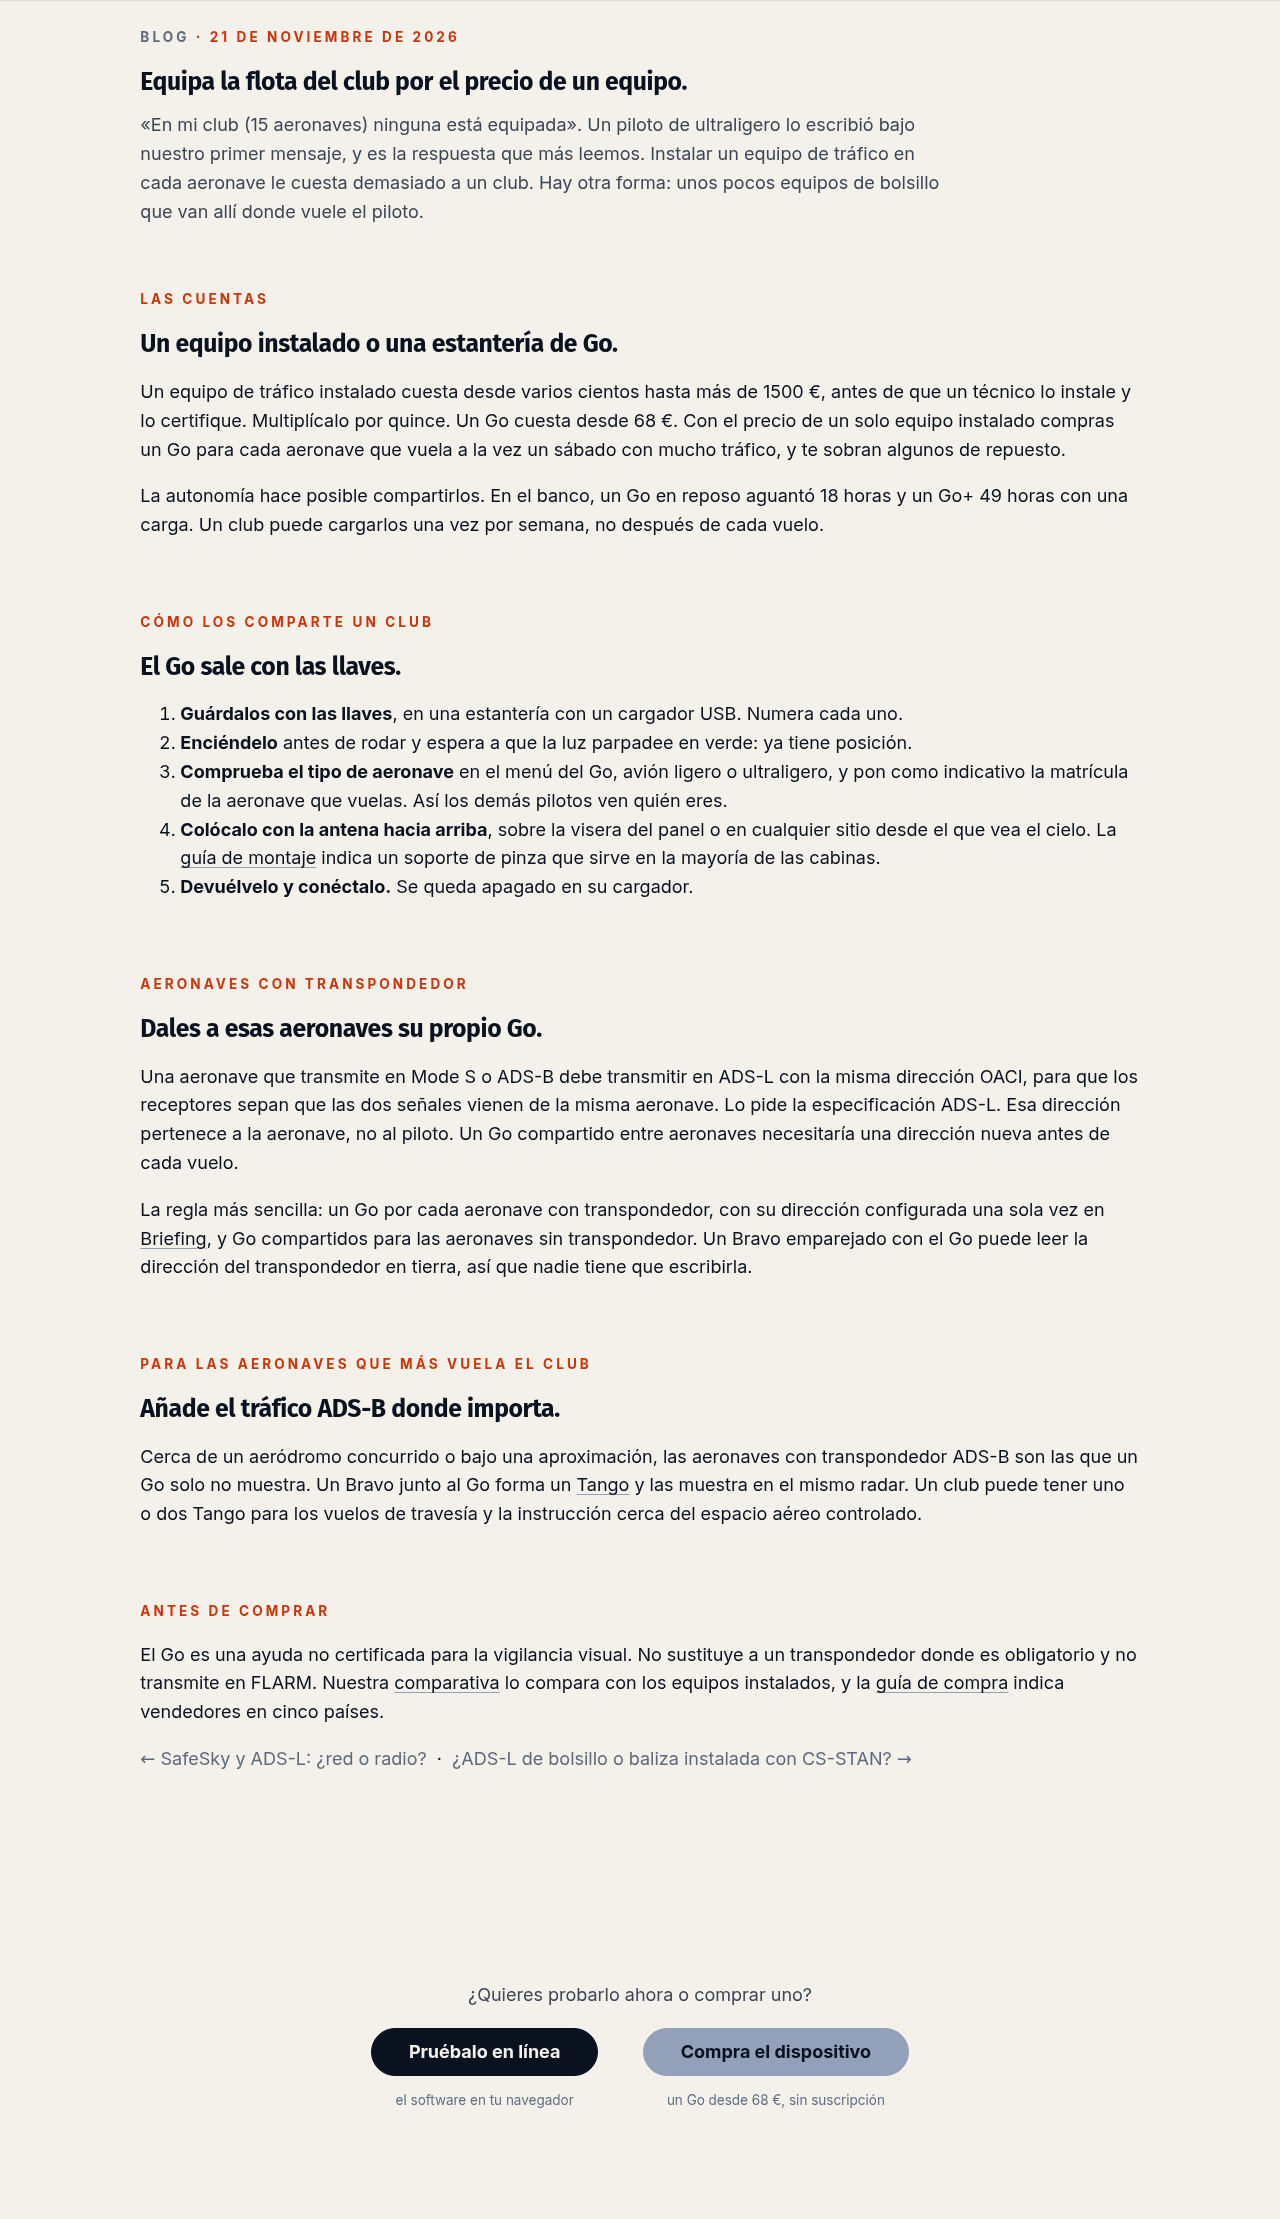 BLOG · 21 DE NOVIEMBRE DE 2026
Equipa la flota del club por el precio de un equipo.
«En mi club (15 aeronaves) ninguna está equipada». Un piloto de ultraligero lo escribió bajo
nuestro primer mensaje, y es la respuesta que más leemos. Instalar un equipo de tráfico en
cada aeronave le cuesta demasiado a un club. Hay otra forma: unos pocos equipos de bolsillo
que van allí donde vuele el piloto.
LAS CUENTAS
Un equipo instalado o una estantería de Go.
Un equipo de tráfico instalado cuesta desde varios cientos hasta más de 1500 €, antes de que un técnico lo instale y
lo certifique. Multiplícalo por quince. Un Go cuesta desde 68 €. Con el precio de un solo equipo instalado compras
un Go para cada aeronave que vuela a la vez un sábado con mucho tráfico, y te sobran algunos de repuesto.
La autonomía hace posible compartirlos. En el banco, un Go en reposo aguantó 18 horas y un Go+ 49 horas con una
carga. Un club puede cargarlos una vez por semana, no después de cada vuelo.
CÓMO LOS COMPARTE UN CLUB
El Go sale con las llaves.
1. Guárdalos con las llaves, en una estantería con un cargador USB. Numera cada uno.
2. Enciéndelo antes de rodar y espera a que la luz parpadee en verde: ya tiene posición.
3. Comprueba el tipo de aeronave en el menú del Go, avión ligero o ultraligero, y pon como indicativo la matrícula
de la aeronave que vuelas. Así los demás pilotos ven quién eres.
4. Colócalo con la antena hacia arriba, sobre la visera del panel o en cualquier sitio desde el que vea el cielo. La
guía de montaje indica un soporte de pinza que sirve en la mayoría de las cabinas.
5. Devuélvelo y conéctalo. Se queda apagado en su cargador.
AERONAVES CON TRANSPONDEDOR
Dales a esas aeronaves su propio Go.
Una aeronave que transmite en Mode S o ADS-B debe transmitir en ADS-L con la misma dirección OACI, para que los
receptores sepan que las dos señales vienen de la misma aeronave. Lo pide la especificación ADS-L. Esa dirección
pertenece a la aeronave, no al piloto. Un Go compartido entre aeronaves necesitaría una dirección nueva antes de
cada vuelo.
La regla más sencilla: un Go por cada aeronave con transpondedor, con su dirección configurada una sola vez en
Briefing, y Go compartidos para las aeronaves sin transpondedor. Un Bravo emparejado con el Go puede leer la
dirección del transpondedor en tierra, así que nadie tiene que escribirla.
PARA LAS AERONAVES QUE MÁS VUELA EL CLUB
Añade el tráfico ADS-B donde importa.
Cerca de un aeródromo concurrido o bajo una aproximación, las aeronaves con transpondedor ADS-B son las que un
Go solo no muestra. Un Bravo junto al Go forma un Tango y las muestra en el mismo radar. Un club puede tener uno
o dos Tango para los vuelos de travesía y la instrucción cerca del espacio aéreo controlado.
ANTES DE COMPRAR
El Go es una ayuda no certificada para la vigilancia visual. No sustituye a un transpondedor donde es obligatorio y no
transmite en FLARM. Nuestra comparativa lo compara con los equipos instalados, y la guía de compra indica
vendedores en cinco países.
← SafeSky y ADS-L: ¿red o radio? · ¿ADS-L de bolsillo o baliza instalada con CS-STAN? →
¿Quieres probarlo ahora o comprar uno?
Pruébalo en línea Compra el dispositivo
el software en tu navegador un Go desde 68 €, sin suscripción